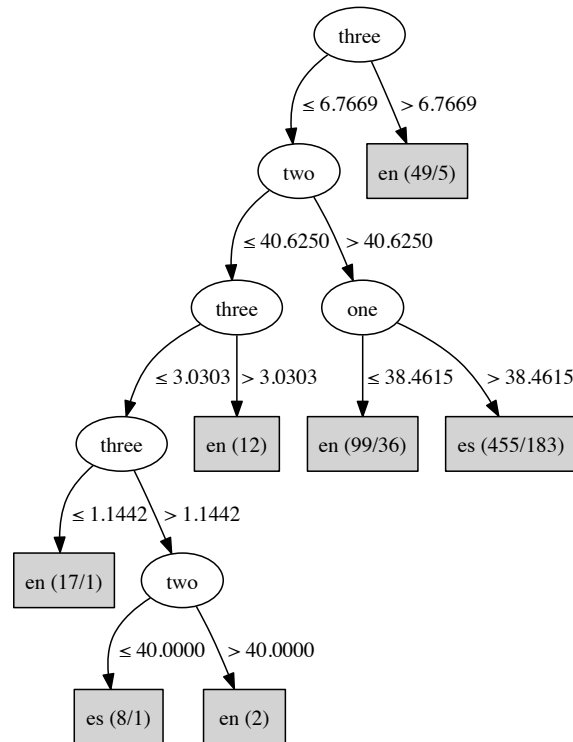 three
≤ 6.7669
> 6.7669
two
en (49/5)
≤ 40.6250
> 40.6250
three
one
≤ 3.0303
> 3.0303
≤ 38.4615
> 38.4615
three
en (12)
en (99/36)
es (455/183)
≤ 1.1442
> 1.1442
en (17/1)
two
≤ 40.0000
> 40.0000
es (8/1)
en (2)